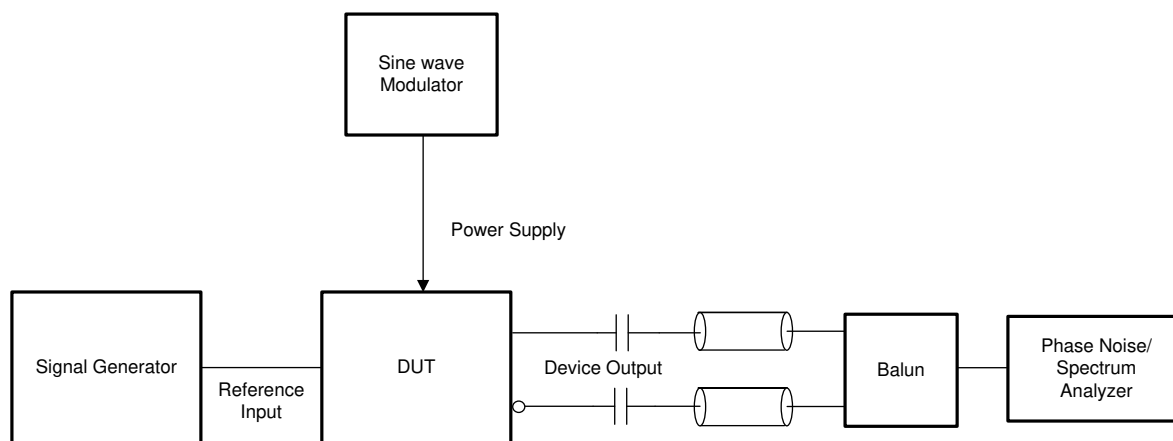 Sine wave
Modulator
Power Supply
Signal Generator
Reference
Input
DUT
Device Output
Balun
Phase Noise/
Spectrum
Analyzer